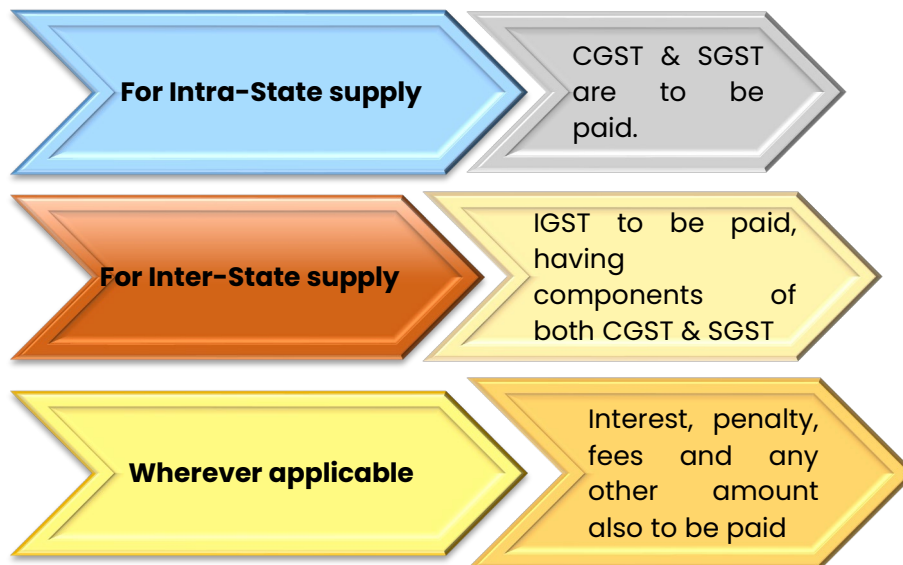 For Intra-State supply
CGST & SGST
are to be
paid.
For Inter-State supply
IGST to be paid,
having
components of
both CGST & SGST
Wherever applicable
Interest, penalty,
fees and any
other amount
also to be paid